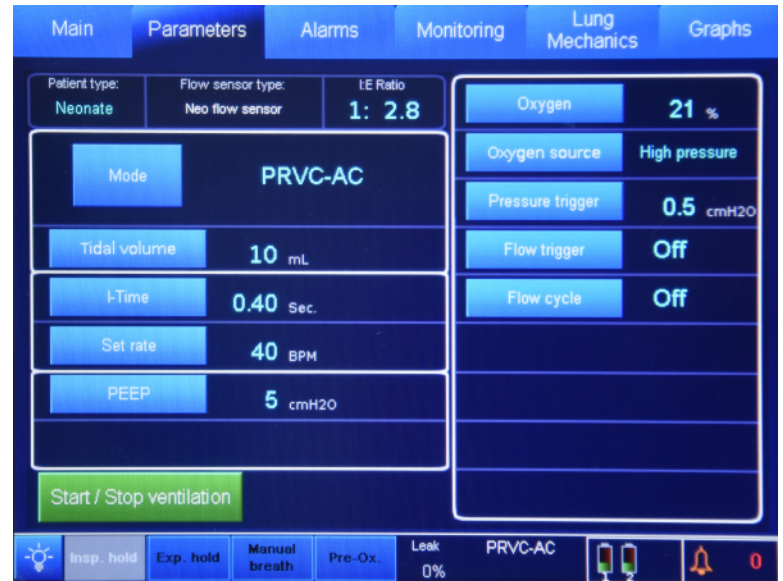 Main
Parameters
Alarms
Monitoring
Lung
Mechanics
Graphs
Patient type:
Neonate
Flow sensor type:
Neo flow sensor
I:E Ratio
1: 2.8
Mode
PRVC-AC
Tidal volume
10 mL
I-Time
0.40 Sec.
Set rate
40 BPM
PEEP
5 cmH2O
Start / Stop ventilation
Oxygen
21 %
Oxygen source
High pressure
Pressure trigger
0.5 cmH2O
Flow trigger
Off
Flow cycle
Off
Insp. hold
Exp. hold
Manual
breath
Pre-Ox.
Leak
0%
PRVC-AC
1 2
0